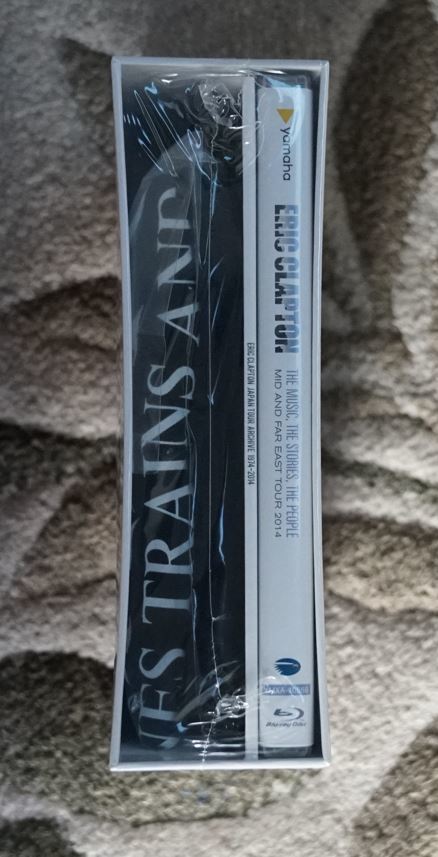 NES TRAINS AND
ERIC CLAPTON JAPAN TOUR ARCHIVE 1974-2014
yamaha
ERIC CLAPTON
THE MUSIC, THE STORIES, THE PEOPLE
MID AND FAR EAST TOUR 2014
Blu-ray Disc